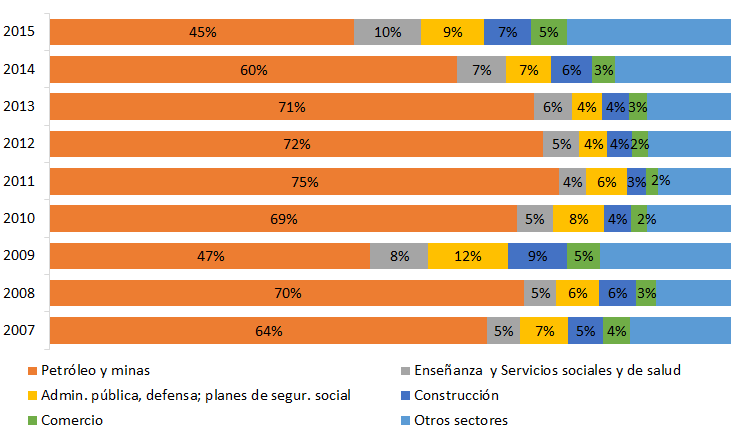 2015 45% 10% 9% 7% 5%
2014 60% 7% 7% 6% 3%
2013 71% 6% 4% 4% 3%
2012 72% 5% 4% 4% 2%
2011 75% 4% 6% 3% 2%
2010 69% 5% 8% 4% 2%
2009 47% 8% 12% 9% 5%
2008 70% 5% 6% 6% 3%
2007 64% 5% 7% 5% 4%
Petróleo y minas Enseñanza y Servicios sociales y de salud
Admin. pública, defensa; planes de segur. social Construcción
Comercio Otros sectores